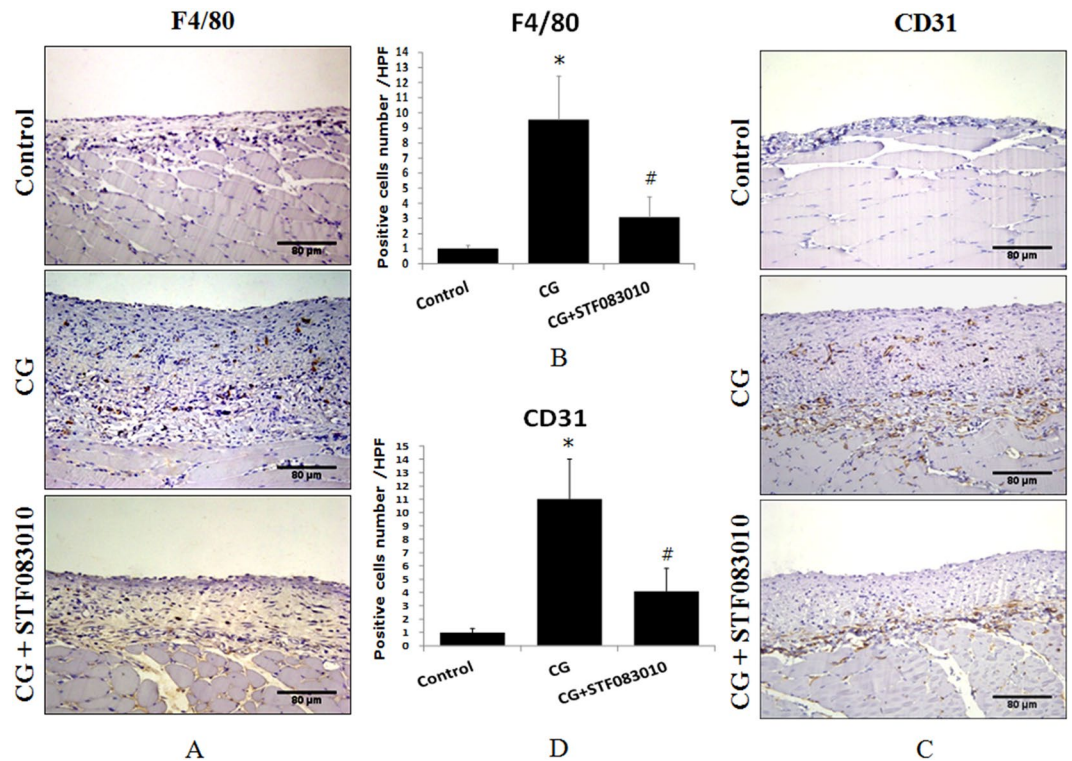 F4/80
Control
80 µm
CG
80 µm
CG + STF083010
80 µm
A
F4/80
Positive cells number /HPF
14
13
12
11
10
9
8
7
6
5
4
3
2
1
0
*
#
Control
CG
CG+STF083010
B
CD31
Positive cells number /HPF
15
14
13
12
11
10
9
8
7
6
5
4
3
2
1
0
*
#
Control
CG
CG+STF083010
D
CD31
Control
80 µm
CG
80 µm
CG + STF083010
80 µm
C